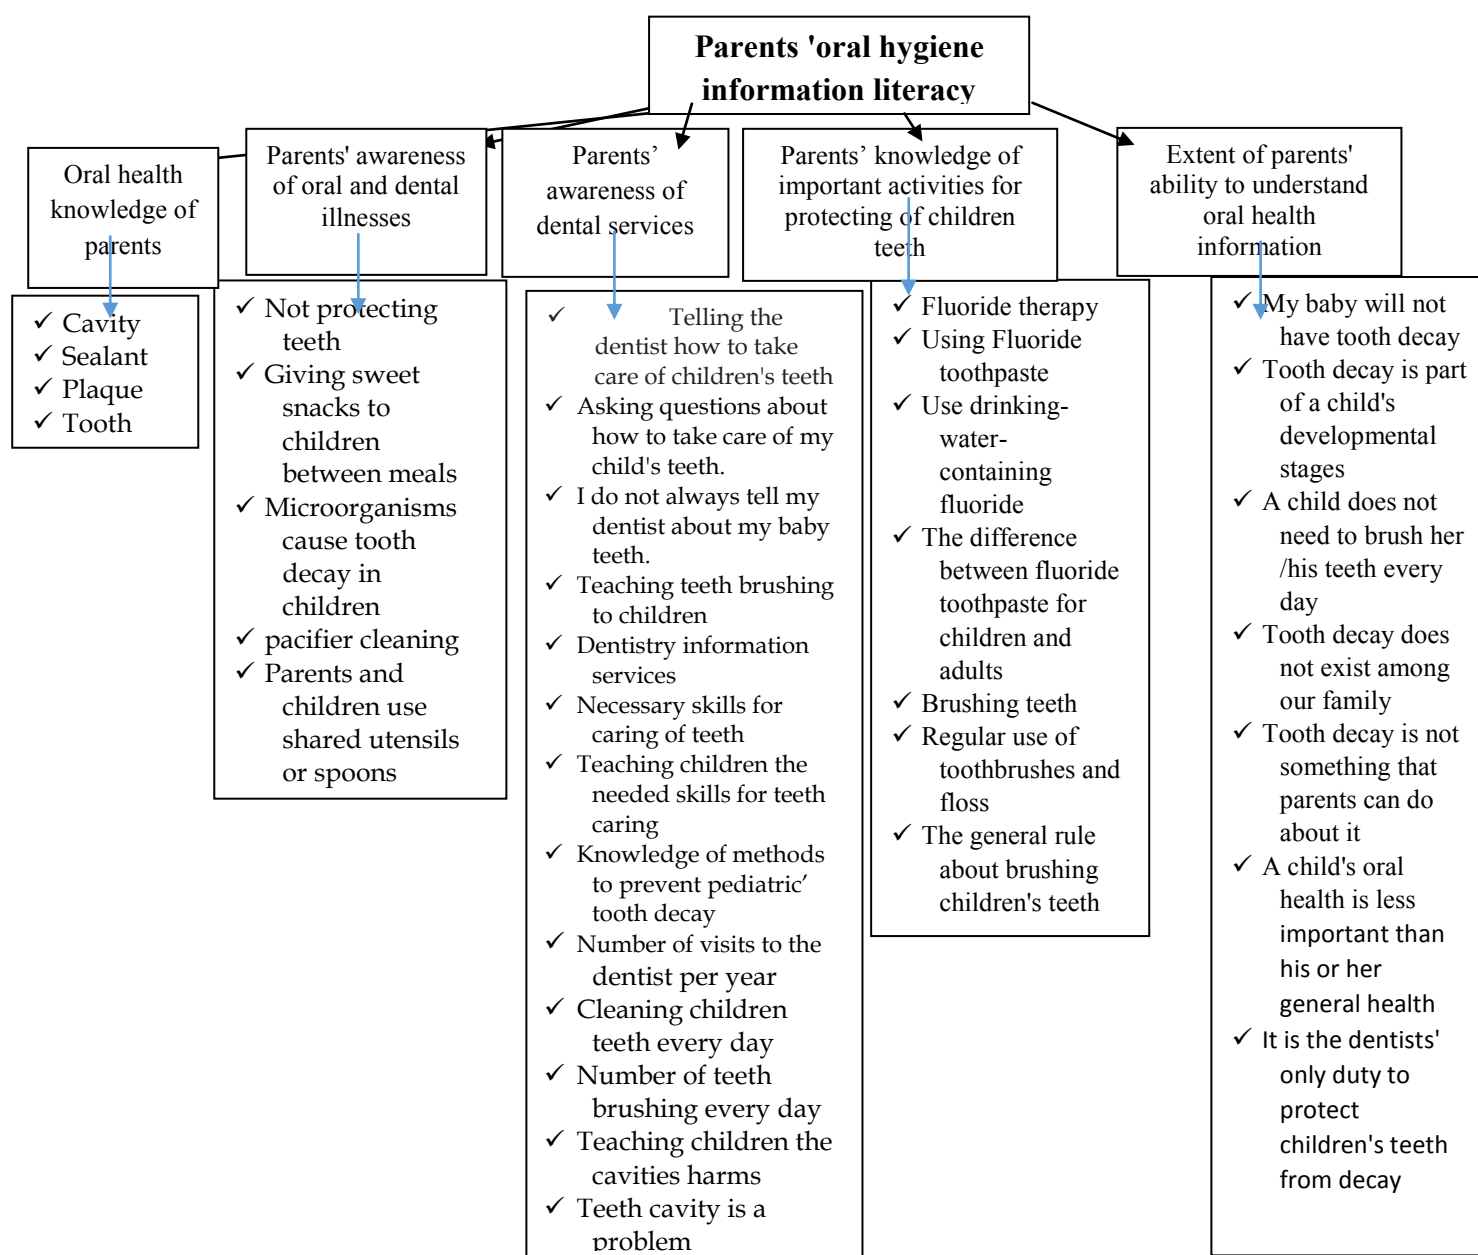 Parents 'oral hygiene
information literacy
Oral health
knowledge of
parents
Parents' awareness
of oral and dental
illnesses
Parents’
awareness of
dental services
Parents’ knowledge of
important activities for
protecting of children
teeth
Extent of parents'
ability to understand
oral health
information
✓ Cavity
✓ Sealant
✓ Plaque
✓ Tooth
✓ Not protecting
teeth
✓ Giving sweet
snacks to
children
between meals
✓ Microorganisms
cause tooth
decay in
children
✓ pacifier cleaning
✓ Parents and
children use
shared utensils
or spoons
✓ Telling the
dentist how to take
care of children's teeth
✓ Asking questions about
how to take care of my
child's teeth.
✓ I do not always tell my
dentist about my baby
teeth.
✓ Teaching teeth brushing
to children
✓ Dentistry information
services
✓ Necessary skills for
caring of teeth
✓ Teaching children the
needed skills for teeth
caring
✓ Knowledge of methods
to prevent pediatric’
tooth decay
✓ Number of visits to the
dentist per year
✓ Cleaning children
teeth every day
✓ Number of teeth
brushing every day
✓ Teaching children the
cavities harms
✓ Teeth cavity is a
problem
✓ Fluoride therapy
✓ Using Fluoride
toothpaste
✓ Use drinking-
water-
containing
fluoride
✓ The difference
between fluoride
toothpaste for
children and
adults
✓ Brushing teeth
✓ Regular use of
toothbrushes and
floss
✓ The general rule
about brushing
children's teeth
✓ My baby will not
have tooth decay
✓ Tooth decay is part
of a child's
developmental
stages
✓ A child does not
need to brush her
/his teeth every
day
✓ Tooth decay does
not exist among
our family
✓ Tooth decay is not
something that
parents can do
about it
✓ A child's oral
health is less
important than
his or her
general health
✓ It is the dentists'
only duty to
protect
children's teeth
from decay